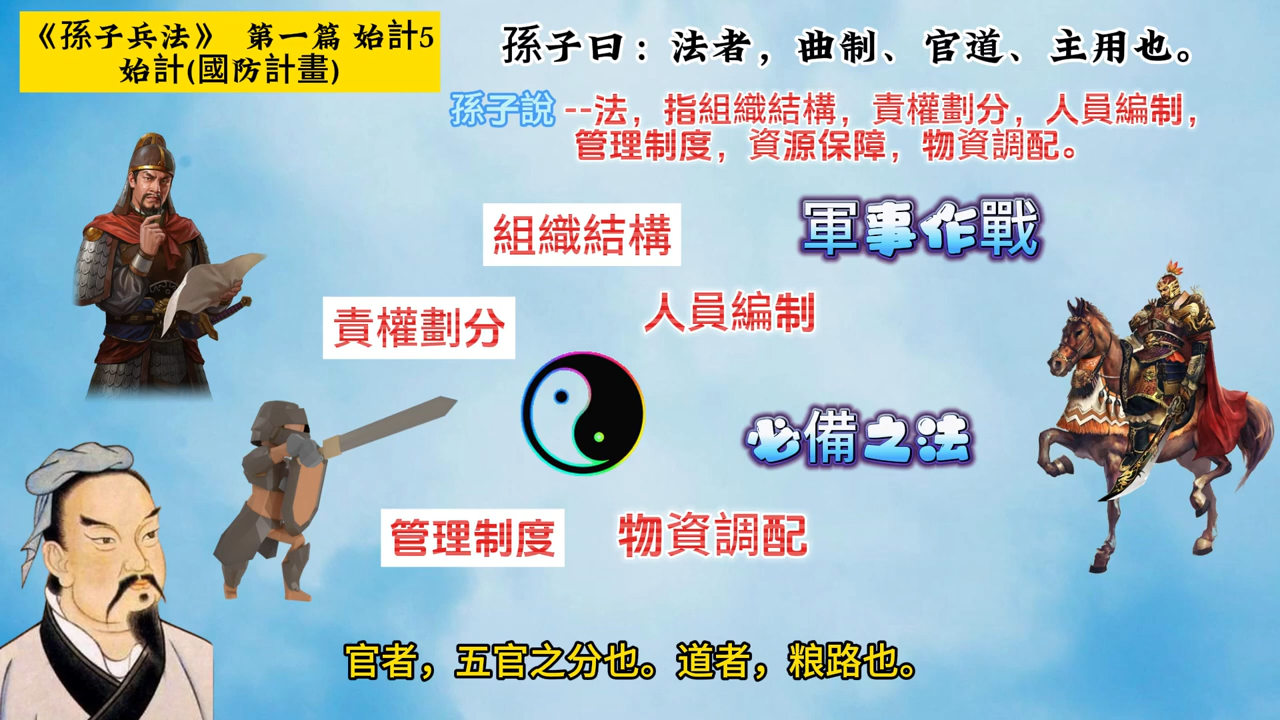 《孫子兵法》 第一篇 始計5
始計(國防計畫)
孫子曰：法者，曲制、官道、主用也。
孫子說--法，指組織結構，責權劃分，人員編制，
管理制度，資源保障，物資調配。
組織結構
軍事作戰
責權劃分
人員編制
必備之法
管理制度
物資調配
官者，五官之分也。道者，粮路也。